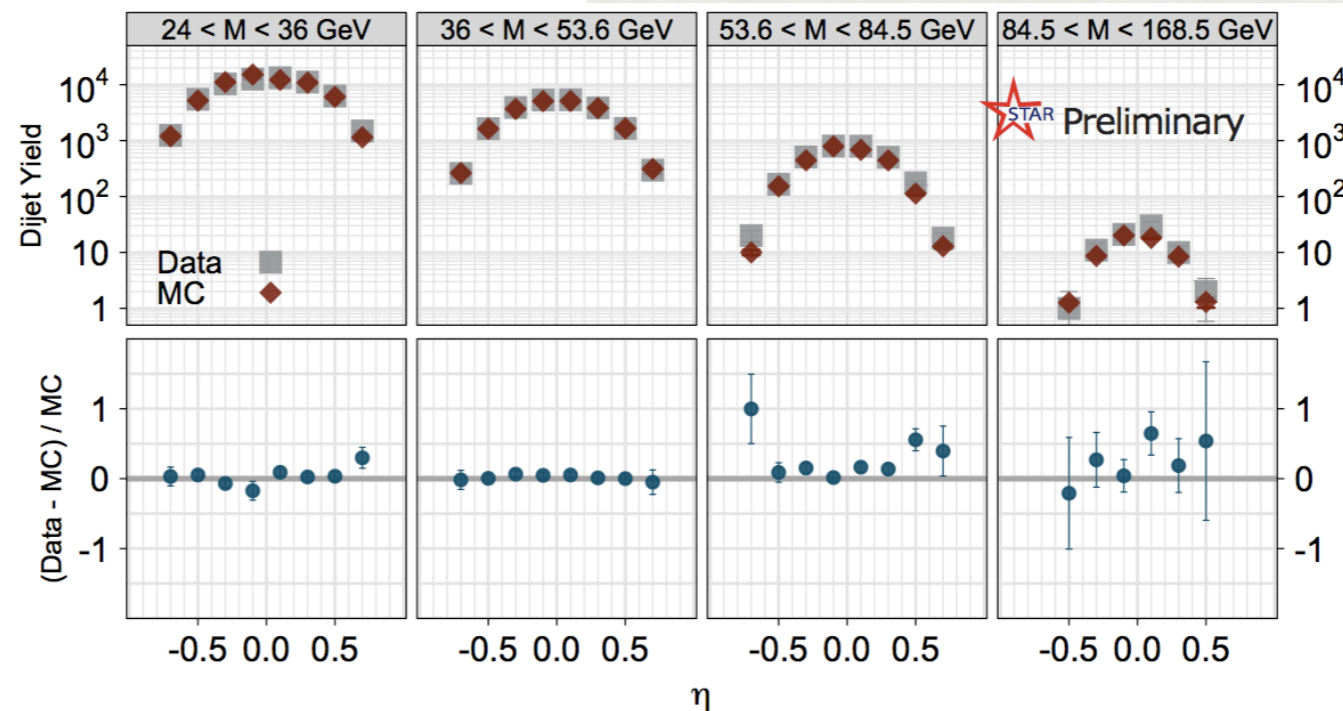 24 < M < 36 GeV
36 < M < 53.6 GeV
53.6 < M < 84.5 GeV
84.5 < M < 168.5 GeV
Dijet Yield
10⁴
10³
10²
10
1
Data
MC
STAR Preliminary
10⁴
10³
10²
10
1
(Data - MC) / MC
1
0
-1
1
0
-1
-0.5 0.0 0.5
-0.5 0.0 0.5
-0.5 0.0 0.5
-0.5 0.0 0.5
η